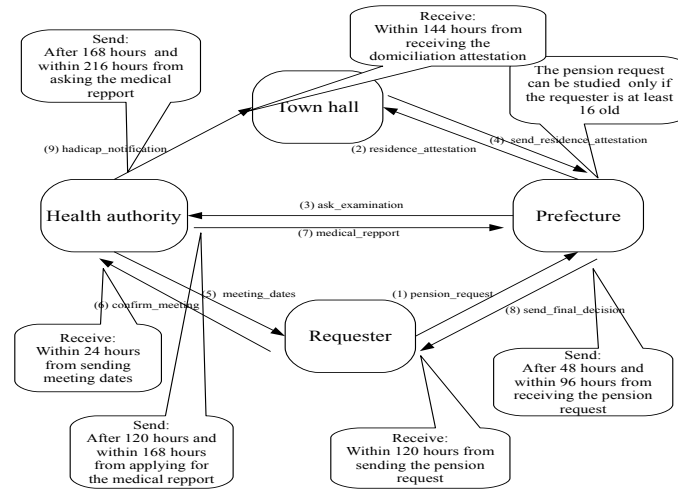 Send:
After 168 hours and
within 216 hours from
asking the medical
repport
Receive:
Within 144 hours from
receiving the
domiciliation attestation
The pension request
can be studied only if
the requester is at least
16 old
Town hall
(9) hadicap_notification
(2) residence_attestation
(4) send_residence_attestation
Health authority
(3) ask_examination
(7) medical_repport
Prefecture
(6) confirm_meeting
(5) meeting_dates
(1) pension_request
(8) send_final_decision
Requester
Receive:
Within 24 hours
from sending
meeting dates
Send:
After 48 hours and
within 96 hours from
receiving the pension
request
Send:
After 120 hours and
within 168 hours
from applying for
the medical repport
Receive:
Within 120 hours from
sending the pension
request